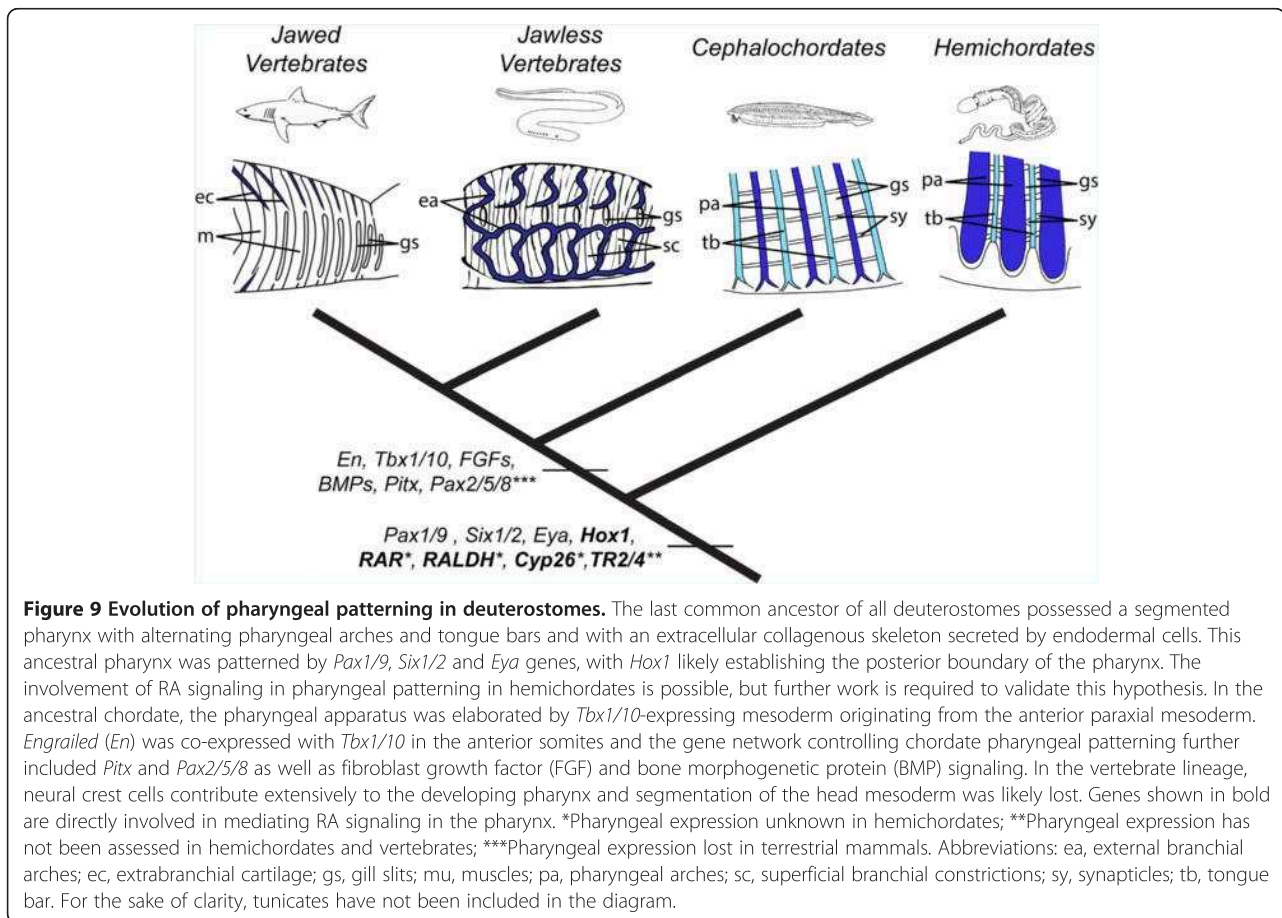 Jawed
Vertebrates
Jawless
Vertebrates
Cephalochordates
Hemichordates
ec
m
gs
ea
gs
sc
pa
tb
gs
sy
pa
tb
gs
sy
En, Tbx1/10, FGFs,
BMPs, Pitx, Pax2/5/8***
Pax1/9 , Six1/2, Eya, Hox1,
RAR*, RALDH*, Cyp26*,TR2/4**
Figure 9 Evolution of pharyngeal patterning in deuterostomes. The last common ancestor of all deuterostomes possessed a segmented
pharynx with alternating pharyngeal arches and tongue bars and with an extracellular collagenous skeleton secreted by endodermal cells. This
ancestral pharynx was patterned by Pax1/9, Six1/2 and Eya genes, with Hox1 likely establishing the posterior boundary of the pharynx. The
involvement of RA signaling in pharyngeal patterning in hemichordates is possible, but further work is required to validate this hypothesis. In the
ancestral chordate, the pharyngeal apparatus was elaborated by Tbx1/10-expressing mesoderm originating from the anterior paraxial mesoderm.
Engrailed (En) was co-expressed with Tbx1/10 in the anterior somites and the gene network controlling chordate pharyngeal patterning further
included Pitx and Pax2/5/8 as well as fibroblast growth factor (FGF) and bone morphogenetic protein (BMP) signaling. In the vertebrate lineage,
neural crest cells contribute extensively to the developing pharynx and segmentation of the head mesoderm was likely lost. Genes shown in bold
are directly involved in mediating RA signaling in the pharynx. *Pharyngeal expression unknown in hemichordates; **Pharyngeal expression has
not been assessed in hemichordates and vertebrates; ***Pharyngeal expression lost in terrestrial mammals. Abbreviations: ea, external branchial
arches; ec, extrabranchial cartilage; gs, gill slits; mu, muscles; pa, pharyngeal arches; sc, superficial branchial constrictions; sy, synapticles; tb, tongue
bar. For the sake of clarity, tunicates have not been included in the diagram.